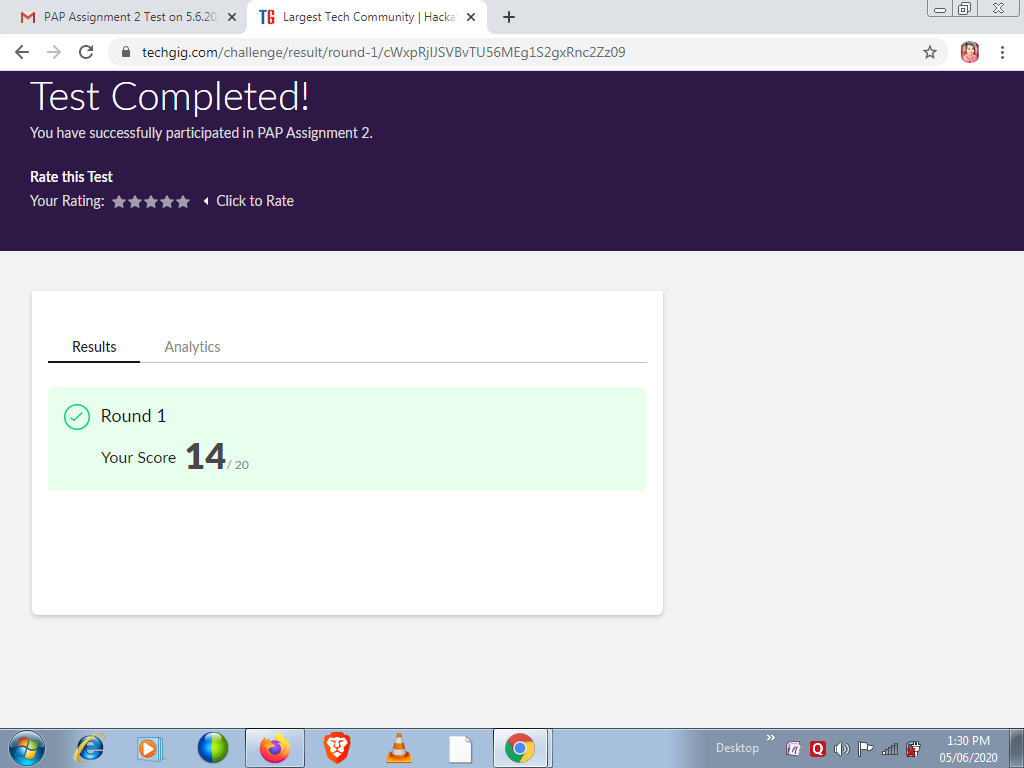 PAP Assignment 2 Test on 5.6.20
TG Largest Tech Community | Hacka
techgig.com/challenge/result/round-1/
Test Completed!
You have successfully participated in PAP Assignment 2.
Rate this Test
Your Rating: Click to Rate
Results Analytics
Round 1
Your Score 14 / 20
Desktop
1:30 PM
05/06/2020